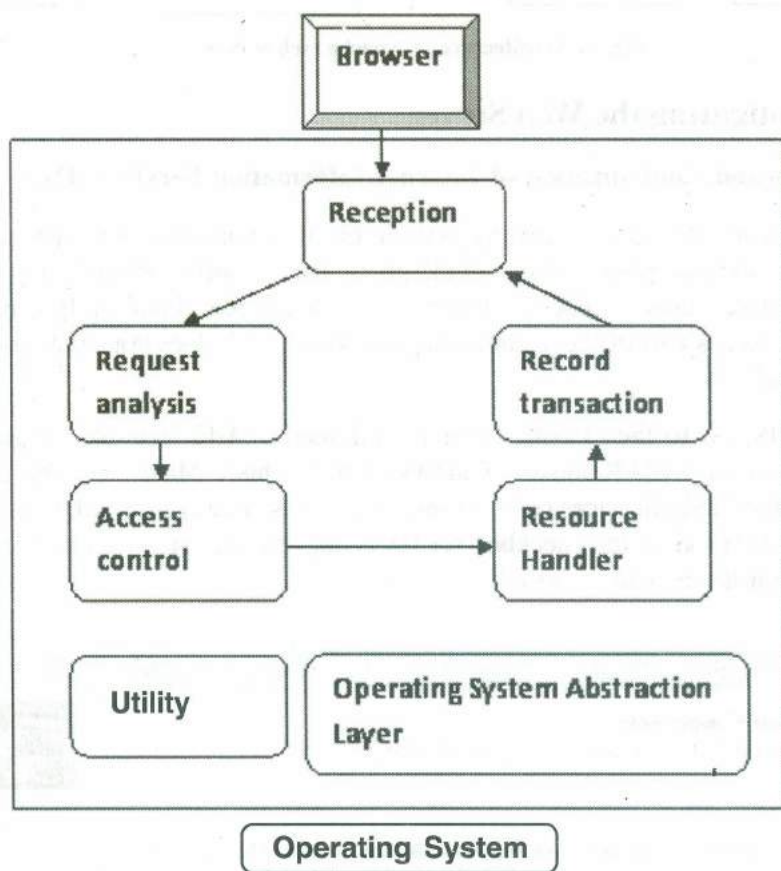 Browser
Reception
Request
analysis
Record
transaction
Access
control
Resource
Handler
Utility
Operating System Abstraction
Layer
Operating System